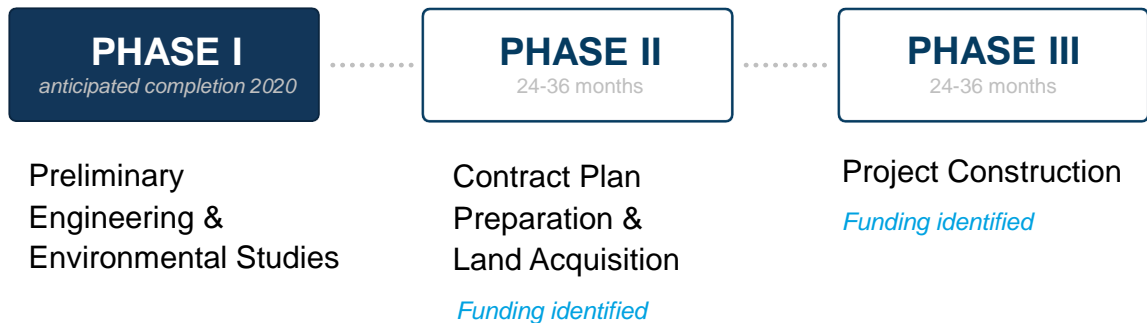 PHASE I
anticipated completion 2020
Preliminary
Engineering &
Environmental Studies
PHASE II
24-36 months
Contract Plan
Preparation &
Land Acquisition
Funding identified
PHASE III
24-36 months
Project Construction
Funding identified